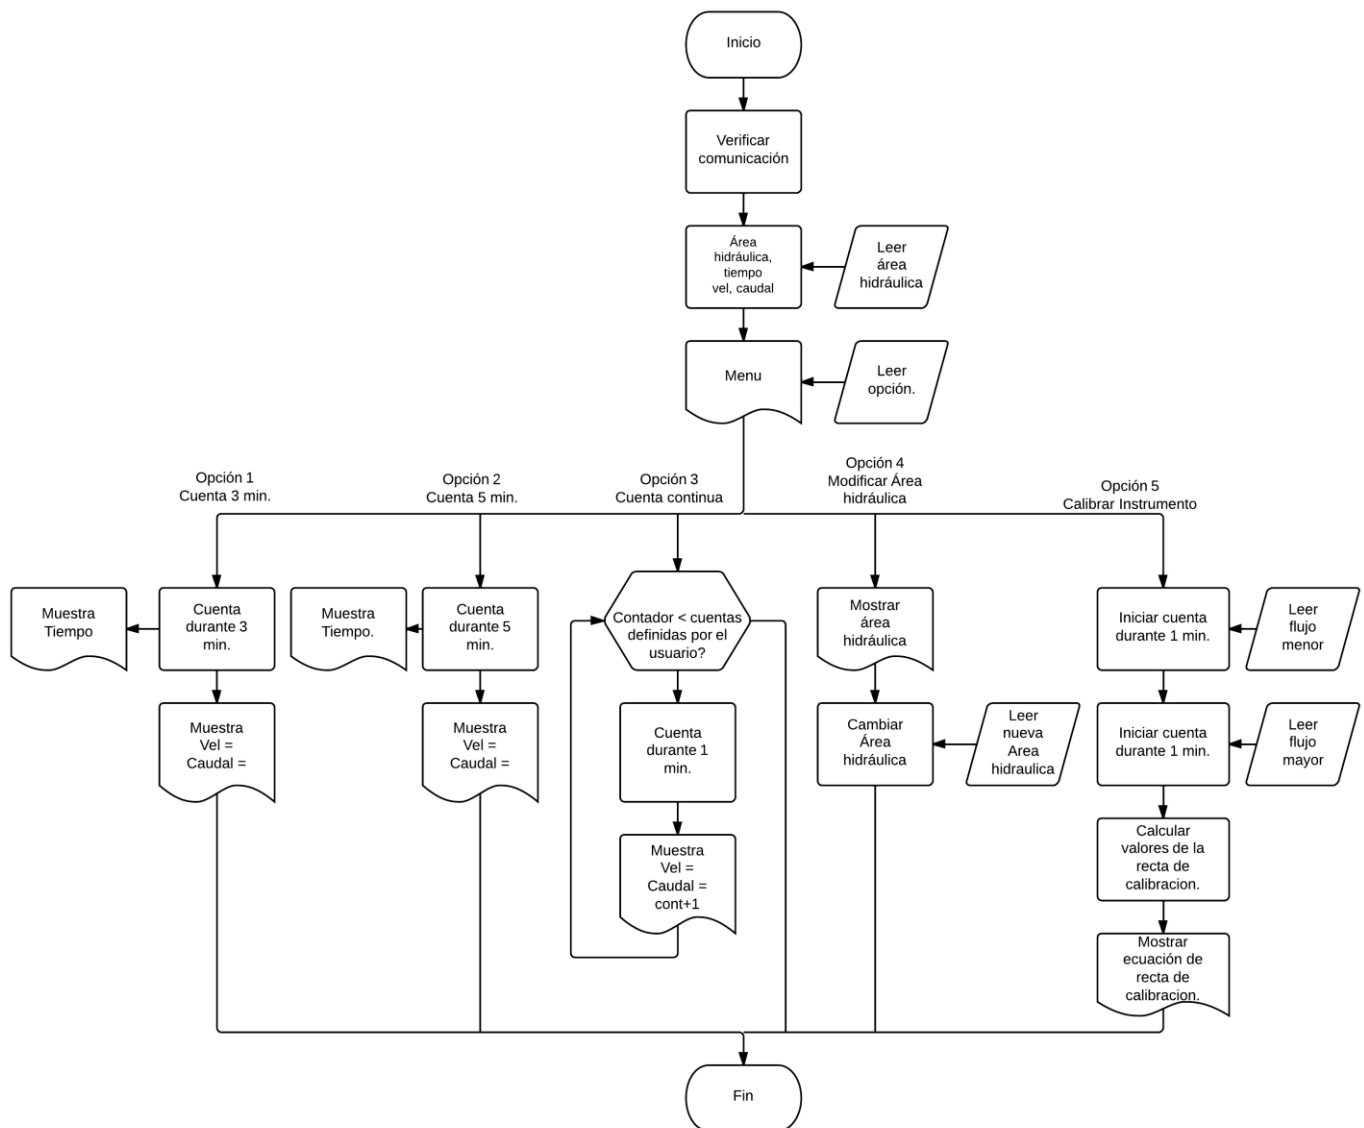 Inicio
Verificar
comunicación
Área
hidráulica,
tiempo
vel, caudal
Leer
área
hidráulica
Menu
Leer
opción.
Opción 1
Cuenta 3 min.
Opción 2
Cuenta 5 min.
Opción 3
Cuenta continua
Opción 4
Modificar Área
hidráulica
Opción 5
Calibrar Instrumento
Muestra
Tiempo
Cuenta
durante 3
min.
Muestra
Vel =
Caudal =
Muestra
Tiempo.
Cuenta
durante 5
min.
Muestra
Vel =
Caudal =
Contador < cuentas
definidas por el
usuario?
Cuenta
durante 1
min.
Muestra
Vel =
Caudal =
cont+1
Mostrar
área
hidráulica
Cambiar
Área
hidráulica
Leer
nueva
Area
hidraulica
Iniciar cuenta
durante 1 min.
Leer
flujo
menor
Iniciar cuenta
durante 1 min.
Leer
flujo
mayor
Calcular
valores de la
recta de
calibracion.
Mostrar
ecuación de
recta de
calibracion.
Fin